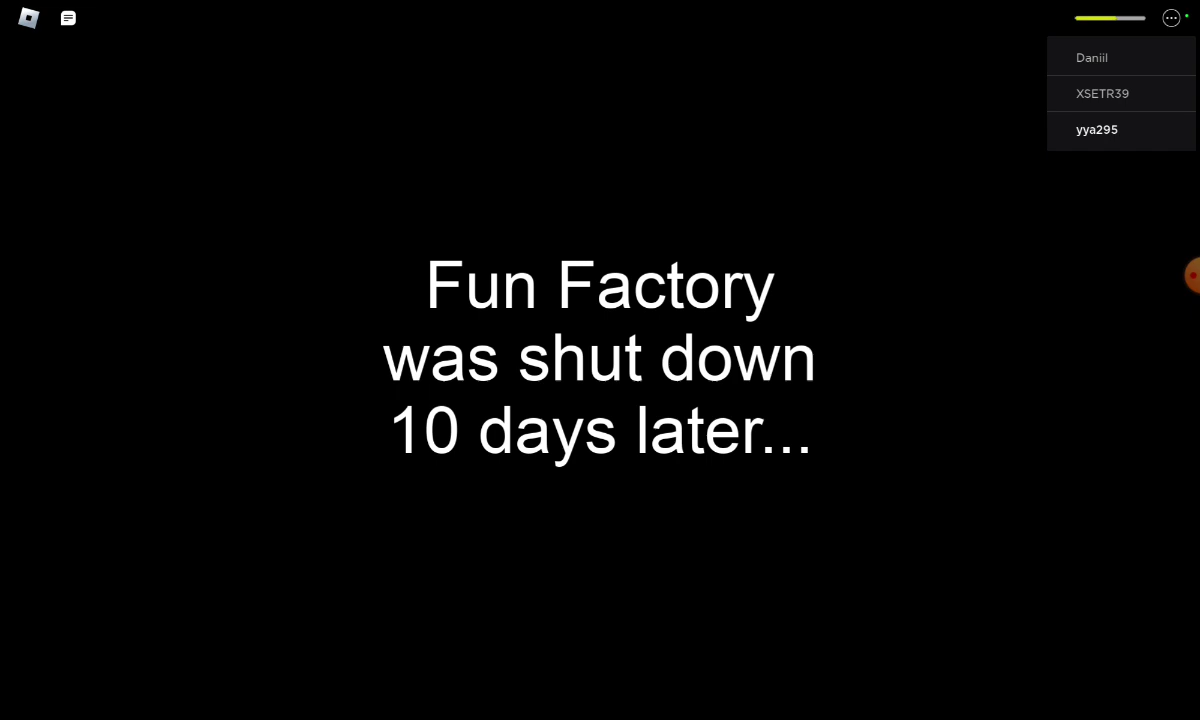 Daniil
XSETR39
yya295
Fun Factory
was shut down
10 days later...